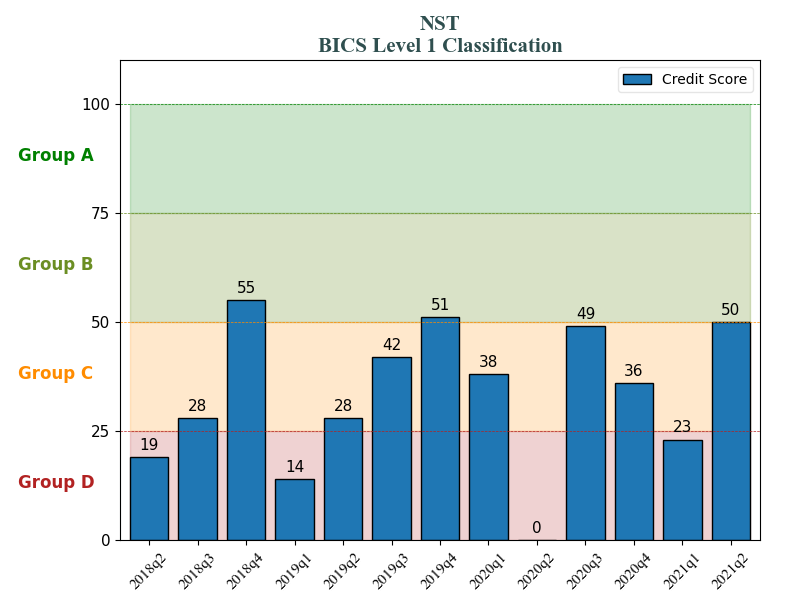 NST
BICS Level 1 Classification
Credit Score
100
Group A
75
Group B
55
51
50
50
49
42
38
36
Group C
28
28
25
23
19
14
Group D
0
0
2018q2 2018q3 2018q4 2019q1 2019q2 2019q3 2019q4 2020q1 2020q2 2020q3 2020q4 2021q1 2021q2